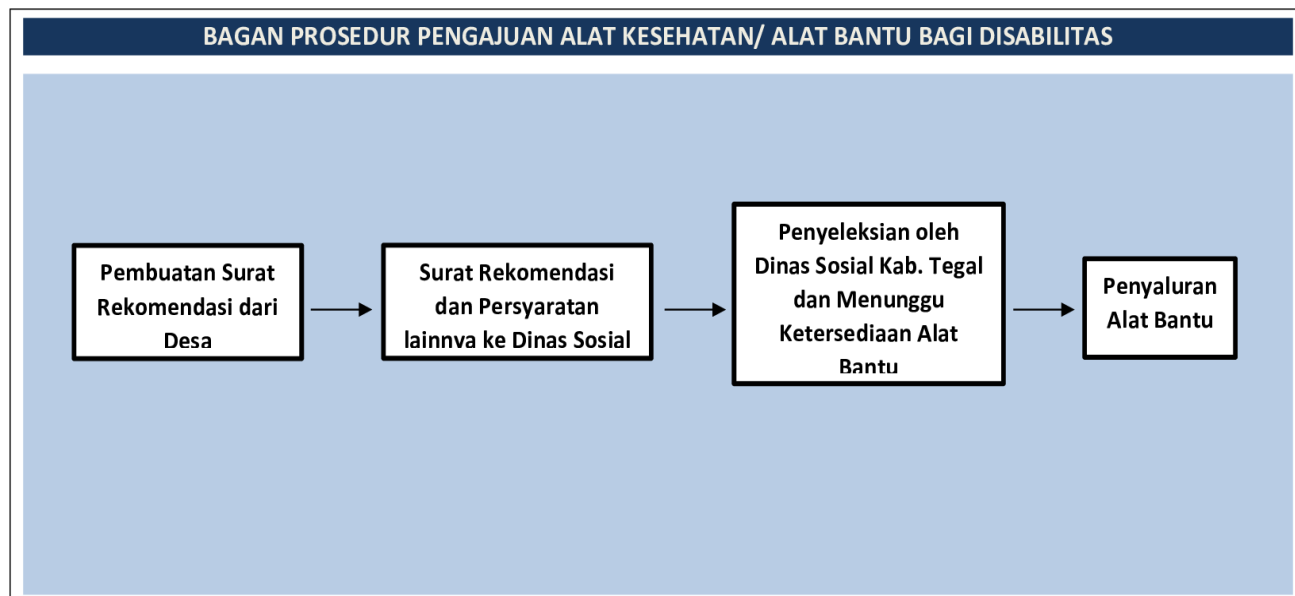 BAGAN PROSEDUR PENGAJUAN ALAT KESEHATAN/ ALAT BANTU BAGI DISABILITAS
Pembuatan Surat
Rekomendasi dari
Desa
Surat Rekomendasi
dan Persyaratan
lainnya ke Dinas Sosial
Penyeleksian oleh
Dinas Sosial Kab. Tegal
dan Menunggu
Ketersediaan Alat
Bantu
Penyaluran
Alat Bantu